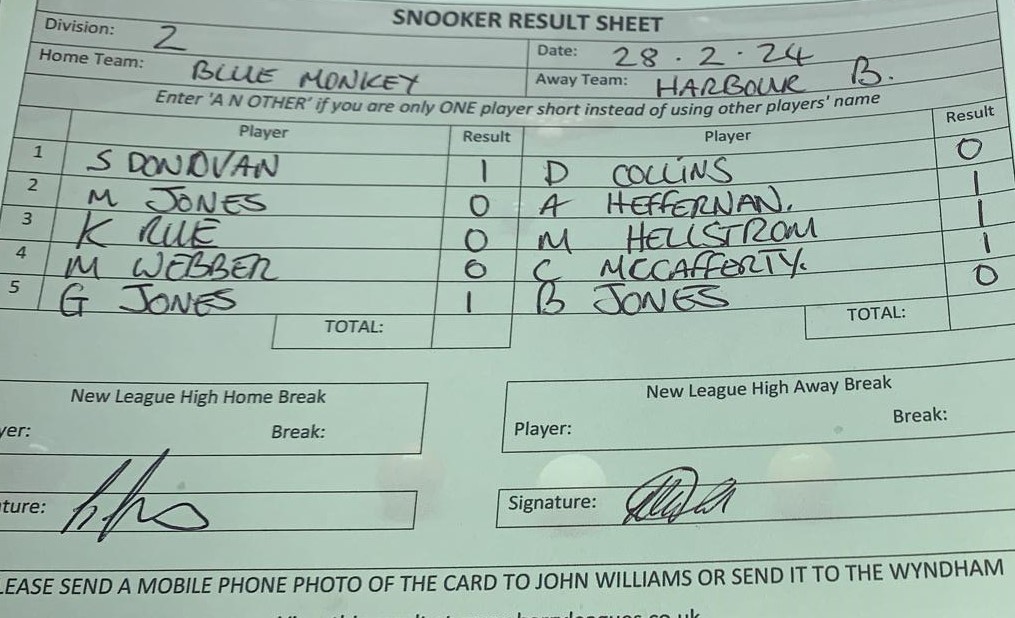 SNOOKER RESULT SHEET
Division: 2
Date: 28.2.24
Home Team: BLUE MONKEY
Away Team: HARBOUR B.
Enter 'A N OTHER' if you are only ONE player short instead of using other players' name
Player Result Player Result
1 S DONOVAN 1 D COLLINS 0
2 M JONES 0 A HEFFERNAN. 1
3 K RUE 0 M HELLSTROM 1
4 M WEBBER 0 C MCCAFFERTY. 1
5 G JONES 1 B JONES 0
TOTAL: TOTAL:
New League High Home Break New League High Away Break
yer: Break: Player: Break:
ture: Signature:
LEASE SEND A MOBILE PHONE PHOTO OF THE CARD TO JOHN WILLIAMS OR SEND IT TO THE WYNDHAM